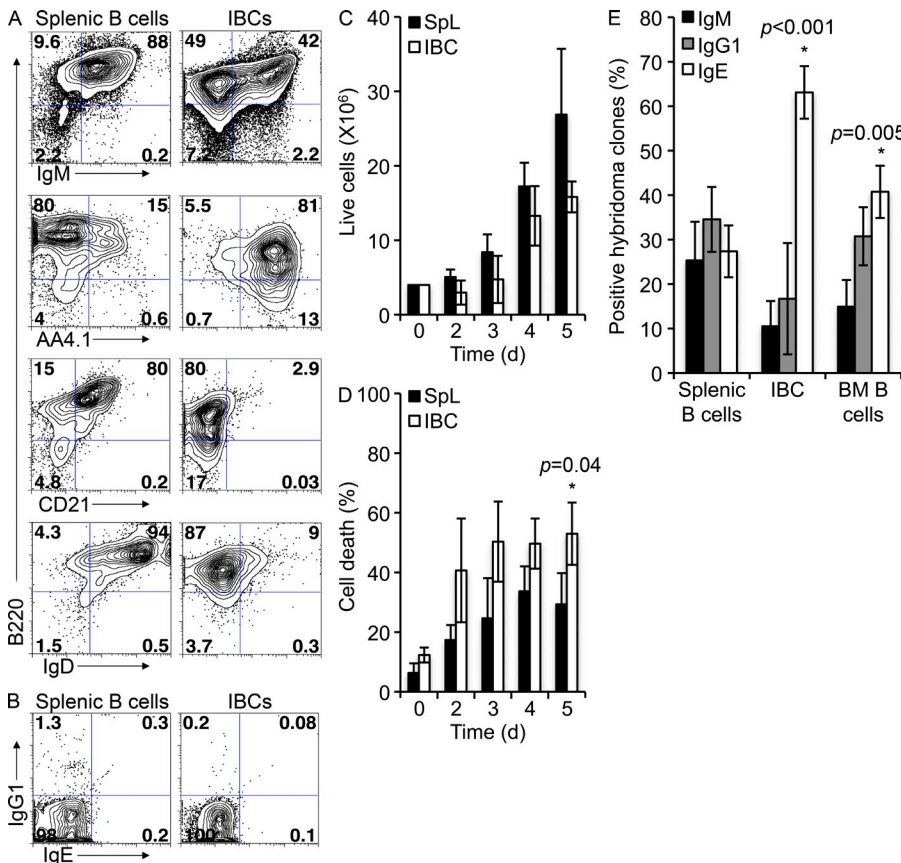 A Splenic B cells IBCs
9.6 88 49 42
2.2 0.2 7.2 2.2
IgM
80 15 5.5 81
4 0.6 0.7 13
AA4.1
15 80 80 2.9
4.8 0.2 17 0.03
CD21
4.3 94 87 9
1.5 0.5 3.7 0.3
IgD
B220
B Splenic B cells IBCs
1.3 0.3 0.2 0.08
98 0.2 100 0.1
IgG1
IgE
C
SpL
IBC
40
30
20
10
0
Live cells (X10⁶)
0 2 3 4 5
Time (d)
D
SpL
IBC
100
80
60
40
20
0
Cell death (%)
p=0.04
*
0 2 3 4 5
Time (d)
E
IgM
IgG1
IgE
80
70
60
50
40
30
20
10
0
Positive hybridoma clones (%)
p<0.001
*
p=0.005
*
Splenic B cells
IBC
BM B cells